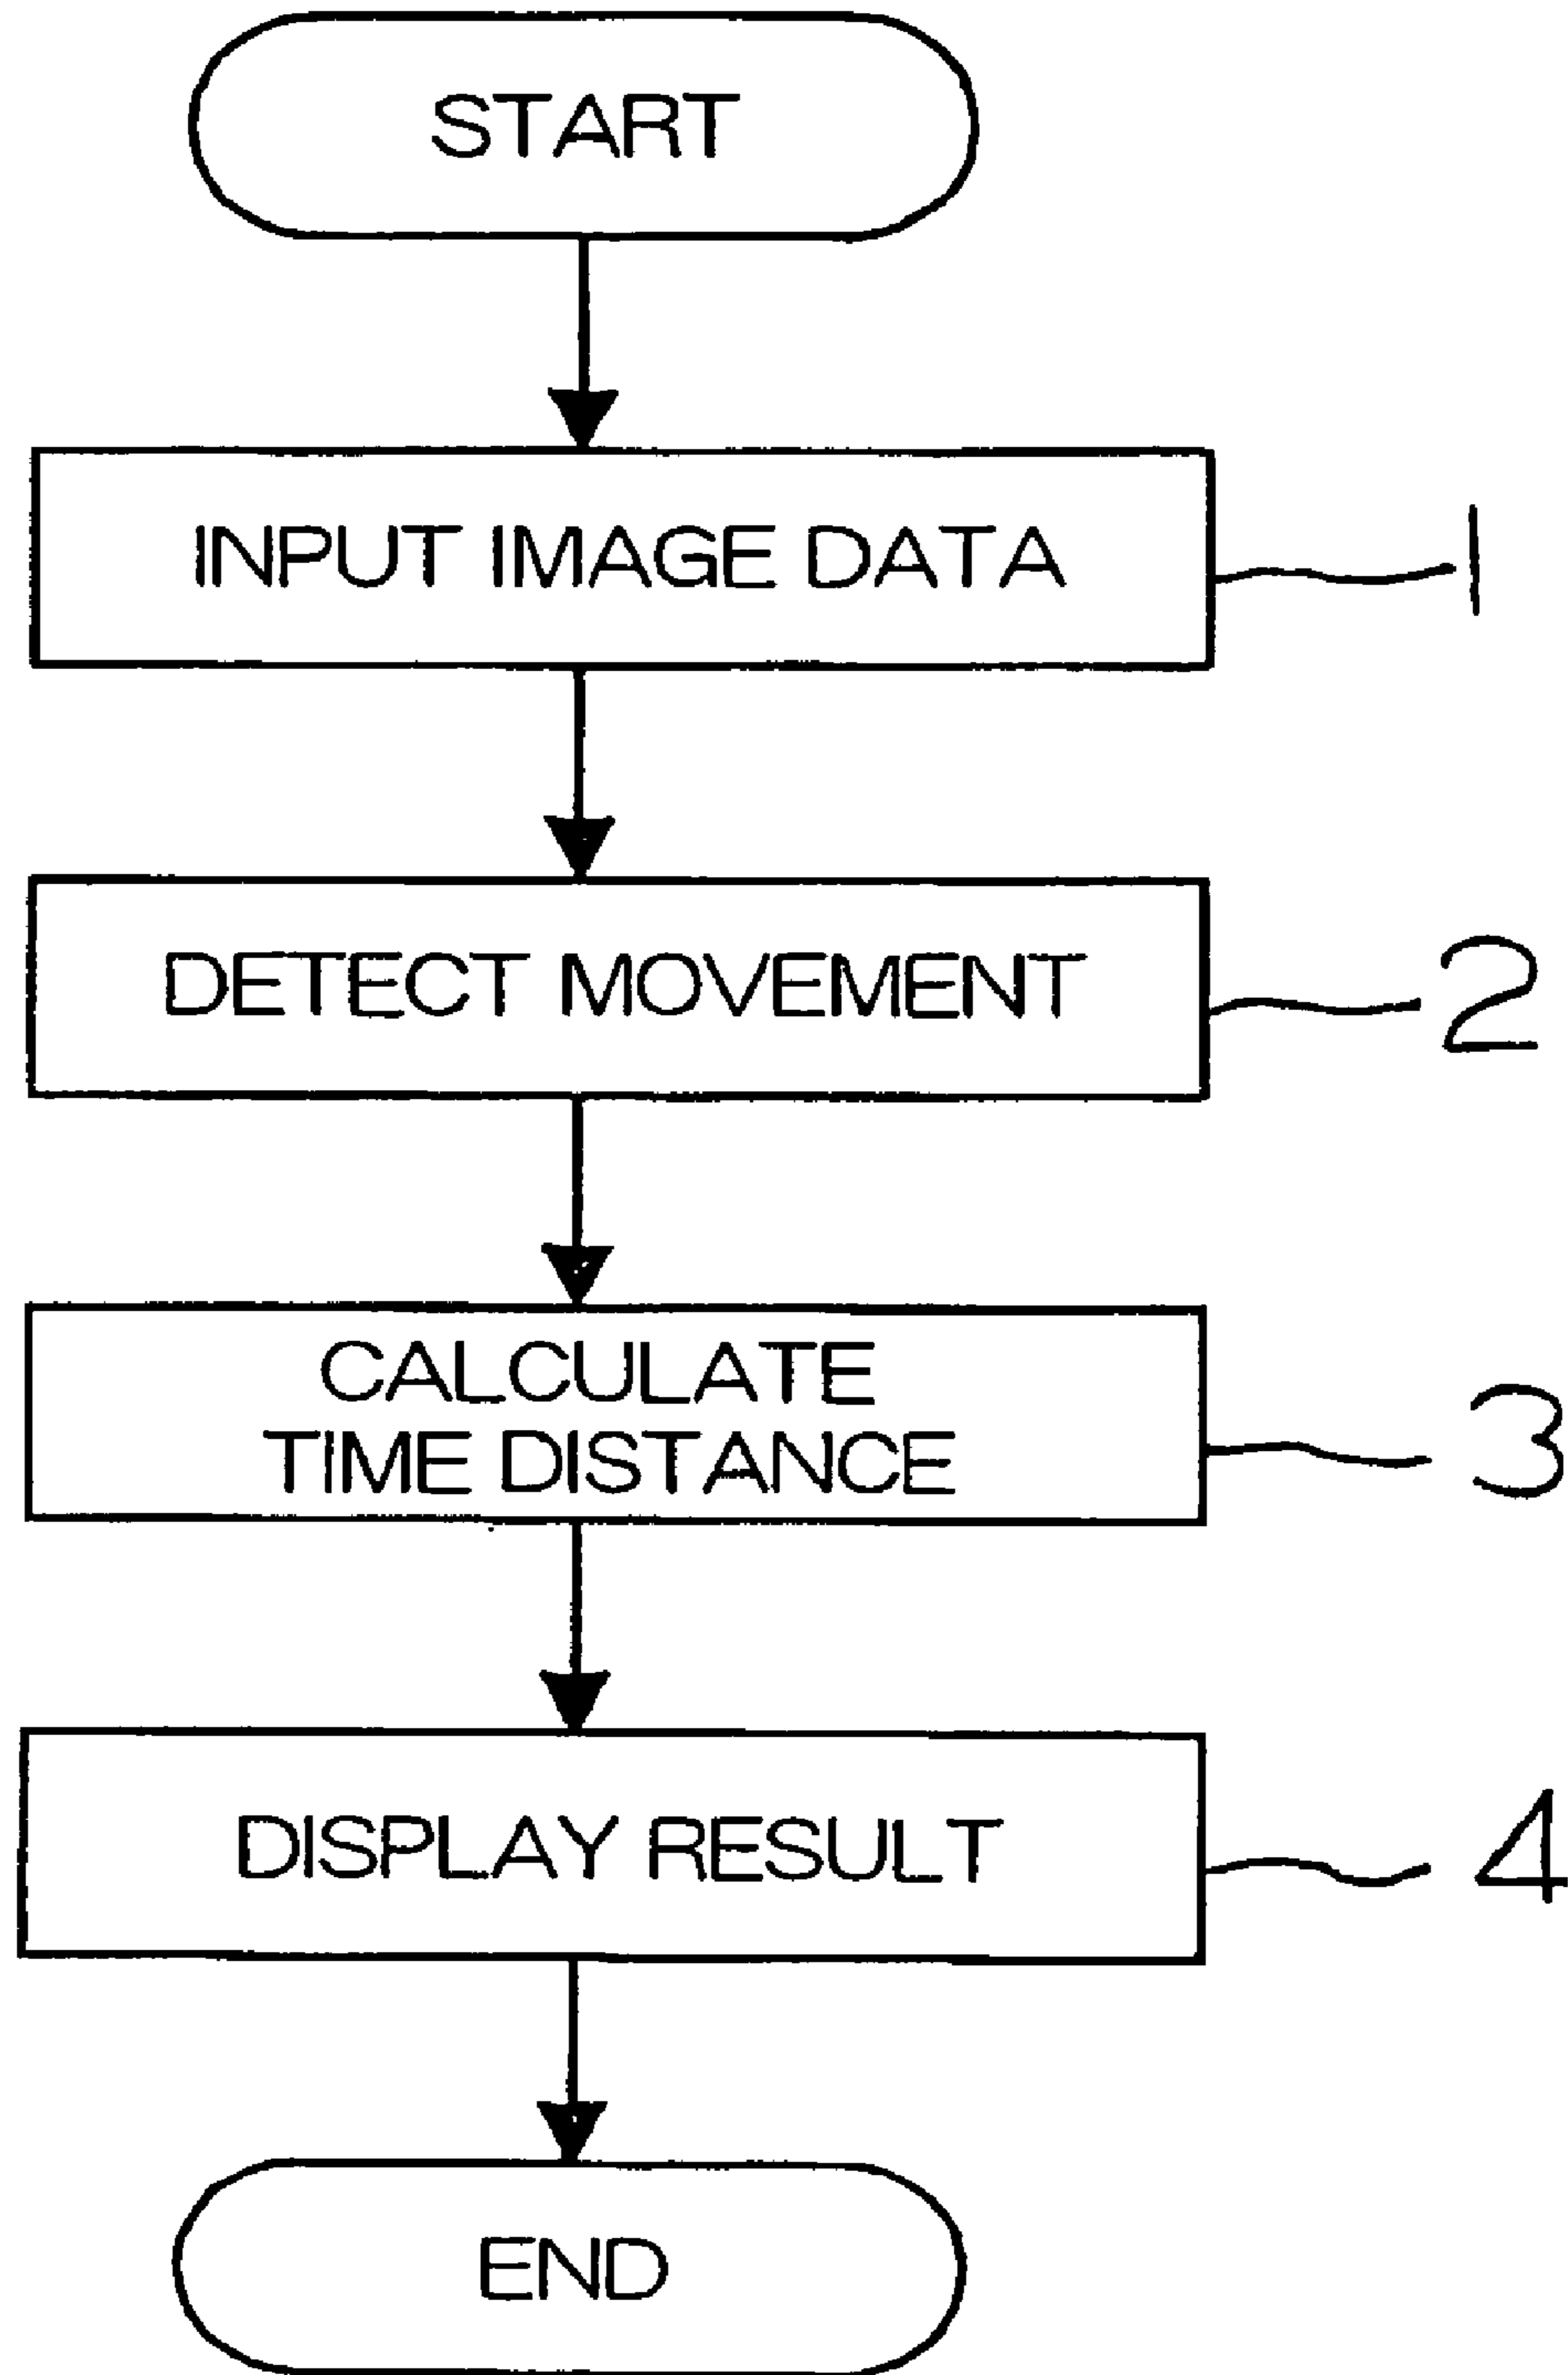 START
INPUT IMAGE DATA
1
DETECT MOVEMENT
2
CALCULATE
TIME DISTANCE
3
DISPLAY RESULT
4
END